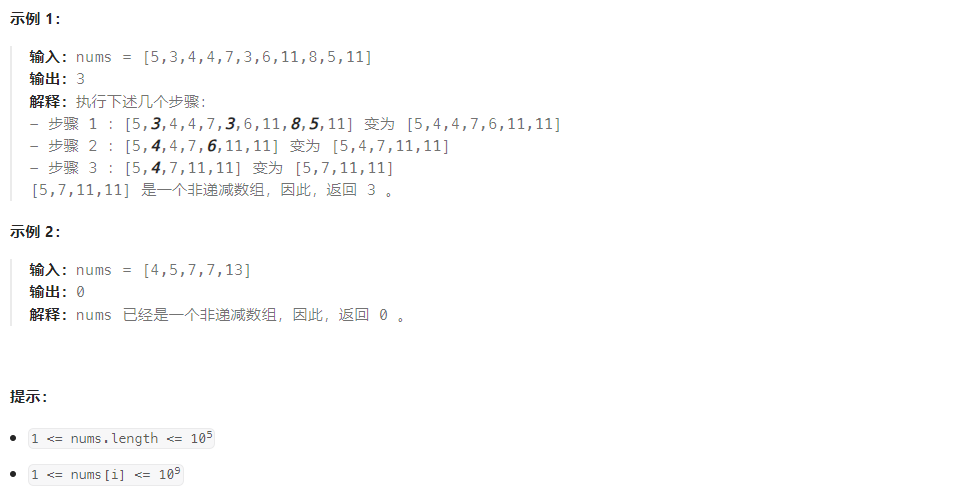 示例 1：
输入：nums = [5,3,4,4,7,3,6,11,8,5,11]
输出：3
解释：执行下述几个步骤：
- 步骤 1 : [5,3,4,4,7,3,6,11,8,5,11] 变为 [5,4,4,7,6,11,11]
- 步骤 2 : [5,4,4,7,6,11,11] 变为 [5,4,7,11,11]
- 步骤 3 : [5,4,7,11,11] 变为 [5,7,11,11]
[5,7,11,11] 是一个非递减数组，因此，返回 3 。
示例 2：
输入：nums = [4,5,7,7,13]
输出：0
解释：nums 已经是一个非递减数组，因此，返回 0 。
提示：
• 1 <= nums.length <= 10⁵
• 1 <= nums[i] <= 10⁹